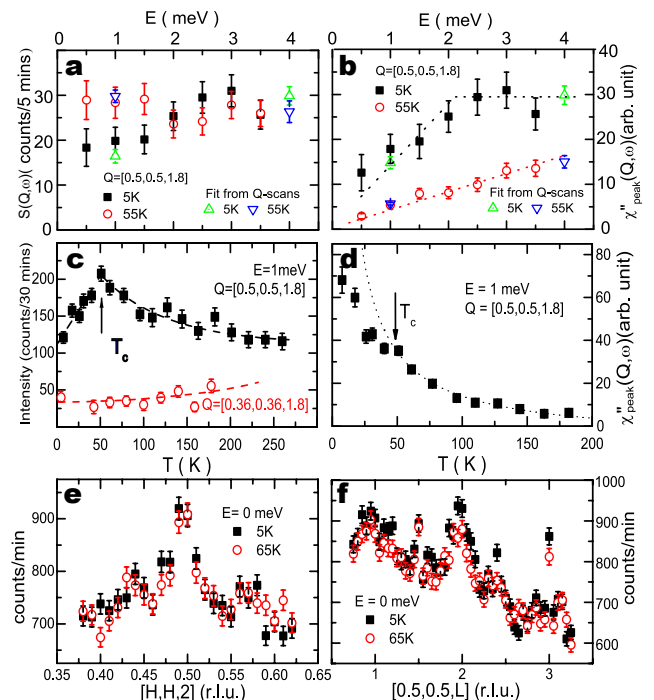 E ( meV)
E ( meV)
0 1 2 3 4
0 1 2 3 4
a
b
S(Q,ω)( counts/5 mins)
40
30
20
10
0
Q=[0.5,0.5,1.8]
5K
55K
Fit from Q-scans
5K 55K
Q=[0.5,0.5,1.8]
5K
55K
Fit from Q-scans
5K 55K
40
30
20
10
0
χ"peak(Q,ω)(arb. unit)
c
d
Intensity (counts/30 mins)
250
200
150
100
50
0
E=1meV
Q=[0.5,0.5,1.8]
Tc
Q=[0.36,0.36,1.8]
0 50 100 150 200 250
T ( K )
E = 1 meV
Q = [0.5,0.5,1.8]
Tc
80
60
40
20
0
χ"peak(Q,ω)(arb. unit)
0 50 100 150 200
T ( K )
e
f
counts/min
900
800
700
E= 0 meV
5K
65K
0.35 0.40 0.45 0.50 0.55 0.60 0.65
[H,H,2] (r.l.u.)
E= 0 meV
5K
65K
1000
900
800
700
600
counts/min
1 2 3
[0.5,0.5,L] (r.l.u.)